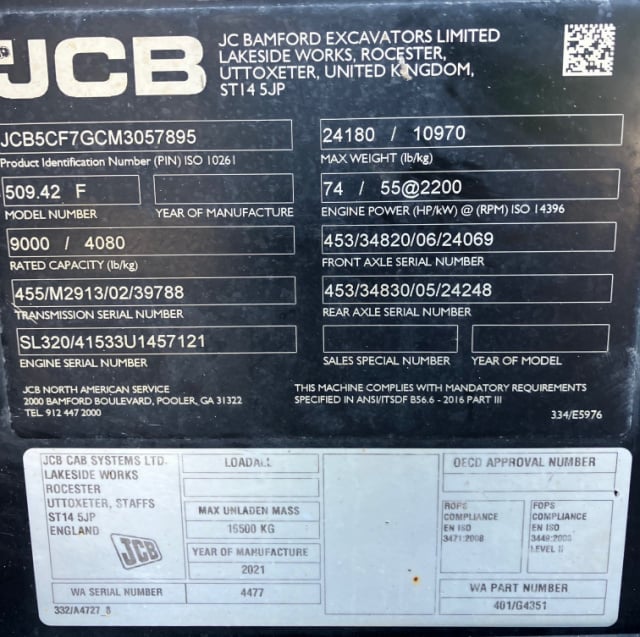 JCB
JC BAMFORD EXCAVATORS LIMITED
LAKESIDE WORKS, ROCESTER,
UTTOXETER, UNITED KINGDOM,
ST14 5JP
JCB5CF7GCM3057895
Product Identification Number (PIN) ISO 10261
24180 / 10970
MAX WEIGHT (lb/kg)
509.42 F
MODEL NUMBER
YEAR OF MANUFACTURE
74 / 55@2200
ENGINE POWER (HP/kW) @ (RPM) ISO 14396
9000 / 4080
RATED CAPACITY (lb/kg)
453/34820/06/24069
FRONT AXLE SERIAL NUMBER
455/M2913/02/39788
TRANSMISSION SERIAL NUMBER
453/34830/05/24248
REAR AXLE SERIAL NUMBER
SL320/41533U1457121
ENGINE SERIAL NUMBER
SALES SPECIAL NUMBER
YEAR OF MODEL
JCB NORTH AMERICAN SERVICE
2000 BAMFORD BOULEVARD, POOLER, GA 31322
TEL. 912 447 2000
THIS MACHINE COMPLIES WITH MANDATORY REQUIREMENTS
SPECIFIED IN ANSI/ITSDF B56.6 - 2016 PART III
334/E5976
JCB CAB SYSTEMS LTD.
LAKESIDE WORKS
ROCESTER
UTTOXETER, STAFFS
ST14 5JP
ENGLAND
JCB
WA SERIAL NUMBER
332/A4727_8
LOADALL
MAX UNLADEN MASS
15500 KG
YEAR OF MANUFACTURE
2021
4477
OECD APPROVAL NUMBER
ROPS
COMPLIANCE
EN ISO
3471:2008
FOPS
COMPLIANCE
EN ISO
3449:2008
LEVEL II
WA PART NUMBER
401/G4351